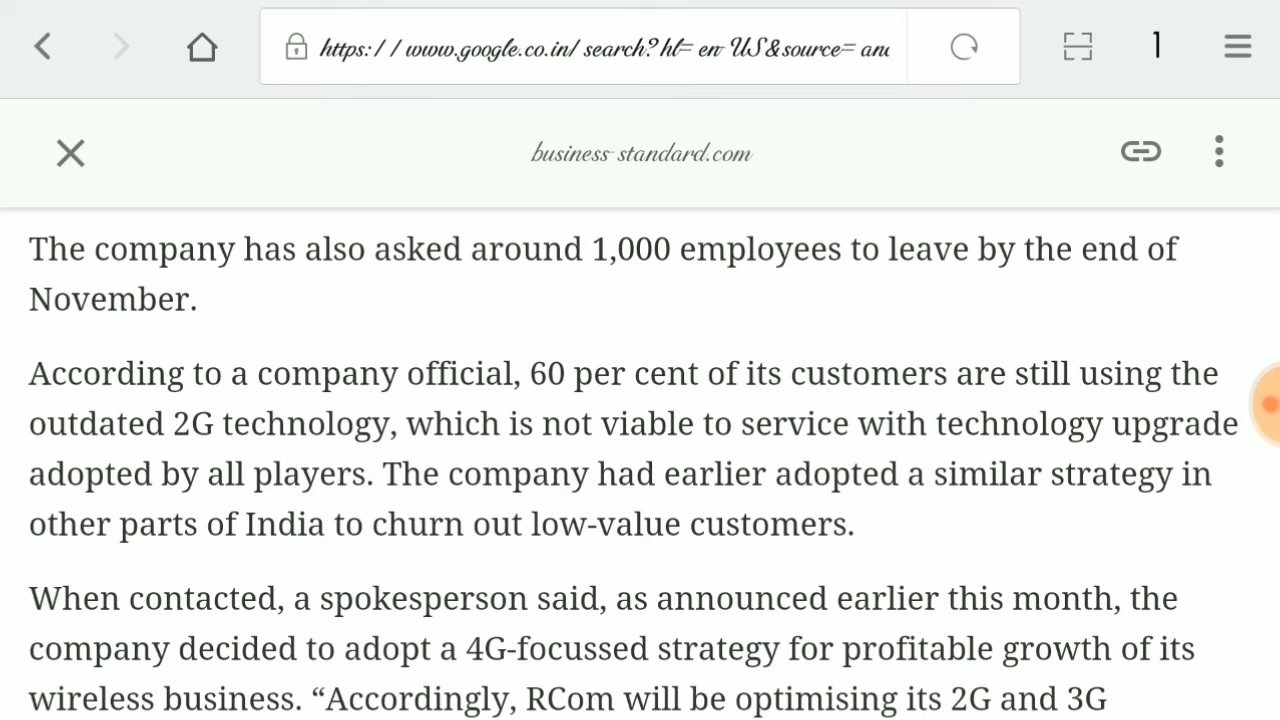 https://www.google.co.in/search?hl=en-US&source=and
1
business-standard.com
The company has also asked around 1,000 employees to leave by the end of
November.
According to a company official, 60 per cent of its customers are still using the
outdated 2G technology, which is not viable to service with technology upgrade
adopted by all players. The company had earlier adopted a similar strategy in
other parts of India to churn out low-value customers.
When contacted, a spokesperson said, as announced earlier this month, the
company decided to adopt a 4G-focussed strategy for profitable growth of its
wireless business. “Accordingly, RCom will be optimising its 2G and 3G